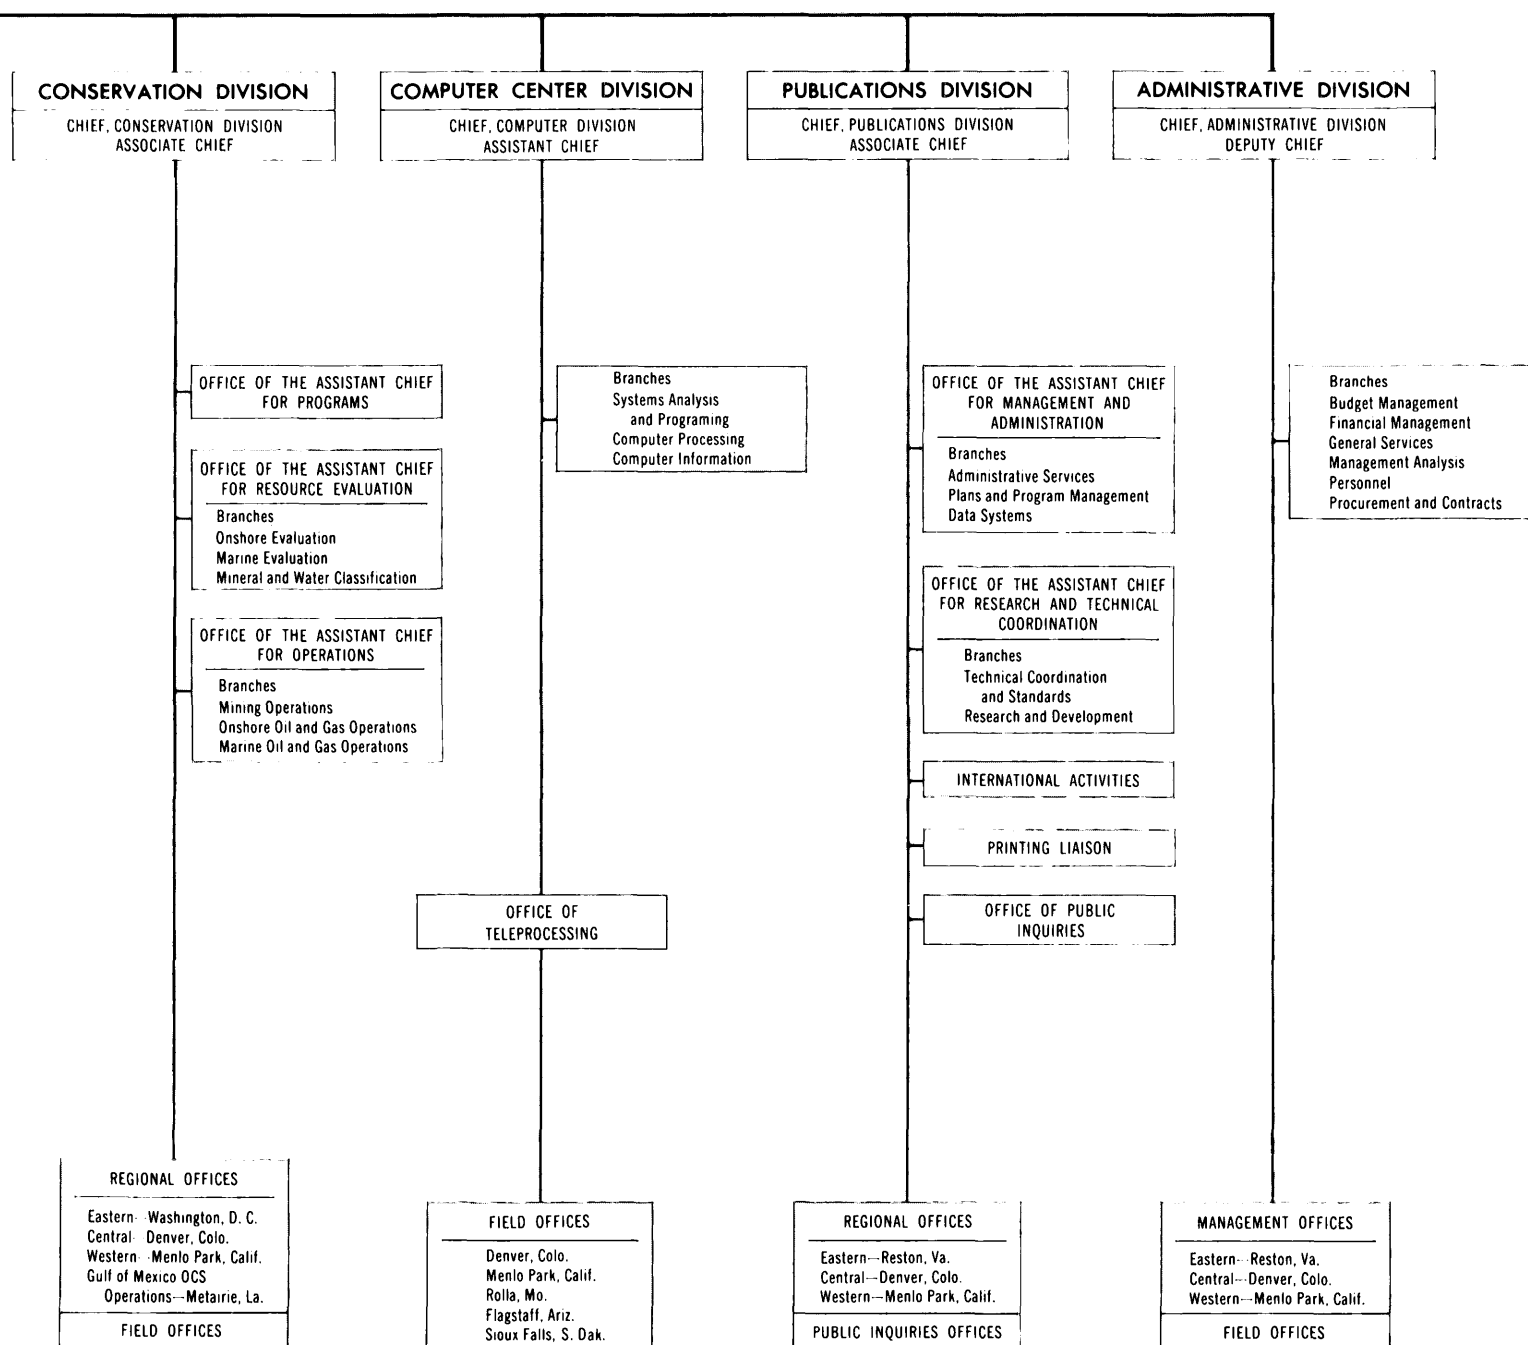 CONSERVATION DIVISION
CHIEF, CONSERVATION DIVISION
ASSOCIATE CHIEF
OFFICE OF THE ASSISTANT CHIEF
FOR PROGRAMS
OFFICE OF THE ASSISTANT CHIEF
FOR RESOURCE EVALUATION
Branches
Onshore Evaluation
Marine Evaluation
Mineral and Water Classification
OFFICE OF THE ASSISTANT CHIEF
FOR OPERATIONS
Branches
Mining Operations
Onshore Oil and Gas Operations
Marine Oil and Gas Operations
REGIONAL OFFICES
Eastern--Washington, D. C.
Central--Denver, Colo.
Western--Menlo Park, Calif.
Gulf of Mexico OCS
Operations—Metairie, La.
FIELD OFFICES
COMPUTER CENTER DIVISION
CHIEF, COMPUTER DIVISION
ASSISTANT CHIEF
Branches
Systems Analysis
and Programing
Computer Processing
Computer Information
OFFICE OF
TELEPROCESSING
FIELD OFFICES
Denver, Colo.
Menlo Park, Calif.
Rolla, Mo.
Flagstaff, Ariz.
Sioux Falls, S. Dak.
PUBLICATIONS DIVISION
CHIEF, PUBLICATIONS DIVISION
ASSOCIATE CHIEF
OFFICE OF THE ASSISTANT CHIEF
FOR MANAGEMENT AND
ADMINISTRATION
Branches
Administrative Services
Plans and Program Management
Data Systems
OFFICE OF THE ASSISTANT CHIEF
FOR RESEARCH AND TECHNICAL
COORDINATION
Branches
Technical Coordination
and Standards
Research and Development
INTERNATIONAL ACTIVITIES
PRINTING LIAISON
OFFICE OF PUBLIC
INQUIRIES
REGIONAL OFFICES
Eastern—Reston, Va.
Central—Denver, Colo.
Western—Menlo Park, Calif.
PUBLIC INQUIRIES OFFICES
ADMINISTRATIVE DIVISION
CHIEF, ADMINISTRATIVE DIVISION
DEPUTY CHIEF
Branches
Budget Management
Financial Management
General Services
Management Analysis
Personnel
Procurement and Contracts
MANAGEMENT OFFICES
Eastern—Reston, Va.
Central—Denver, Colo.
Western—Menlo Park, Calif.
FIELD OFFICES